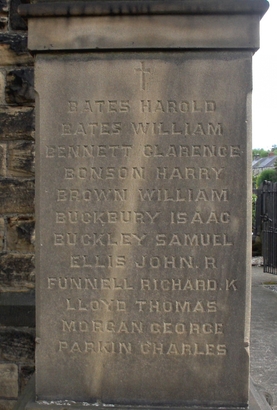 BATES HAROLD
BATES WILLIAM
BENNETT CLARENCE
BONSON HARRY
BROWN WILLIAM
BUCKBURY ISAAC
BUCKLEY SAMUEL
ELLIS JOHN.R
FUNNELL RICHARD.K
LLOYD THOMAS
MORGAN GEORGE
PARKIN CHARLES